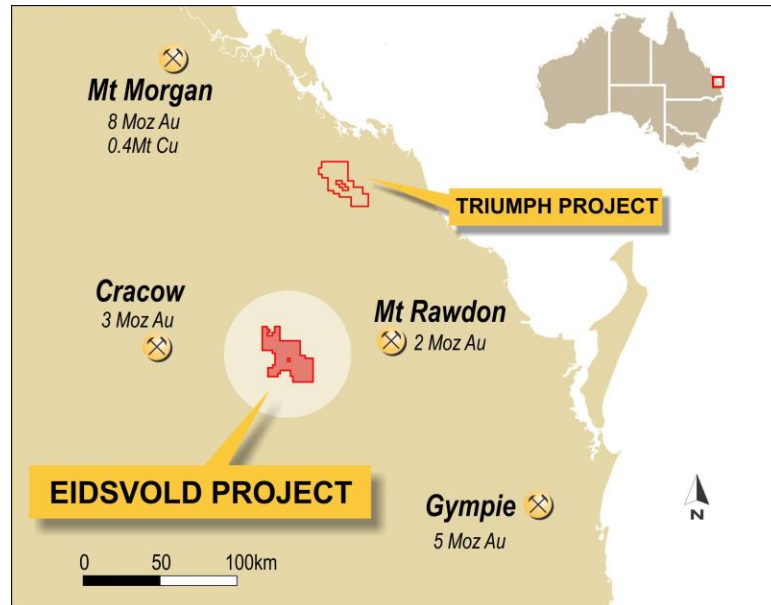 Mt Morgan
8 Moz Au
0.4Mt Cu
TRIUMPH PROJECT
Cracow
3 Moz Au
Mt Rawdon
2 Moz Au
EIDSVOLD PROJECT
Gympie
5 Moz Au
N
0 50 100km